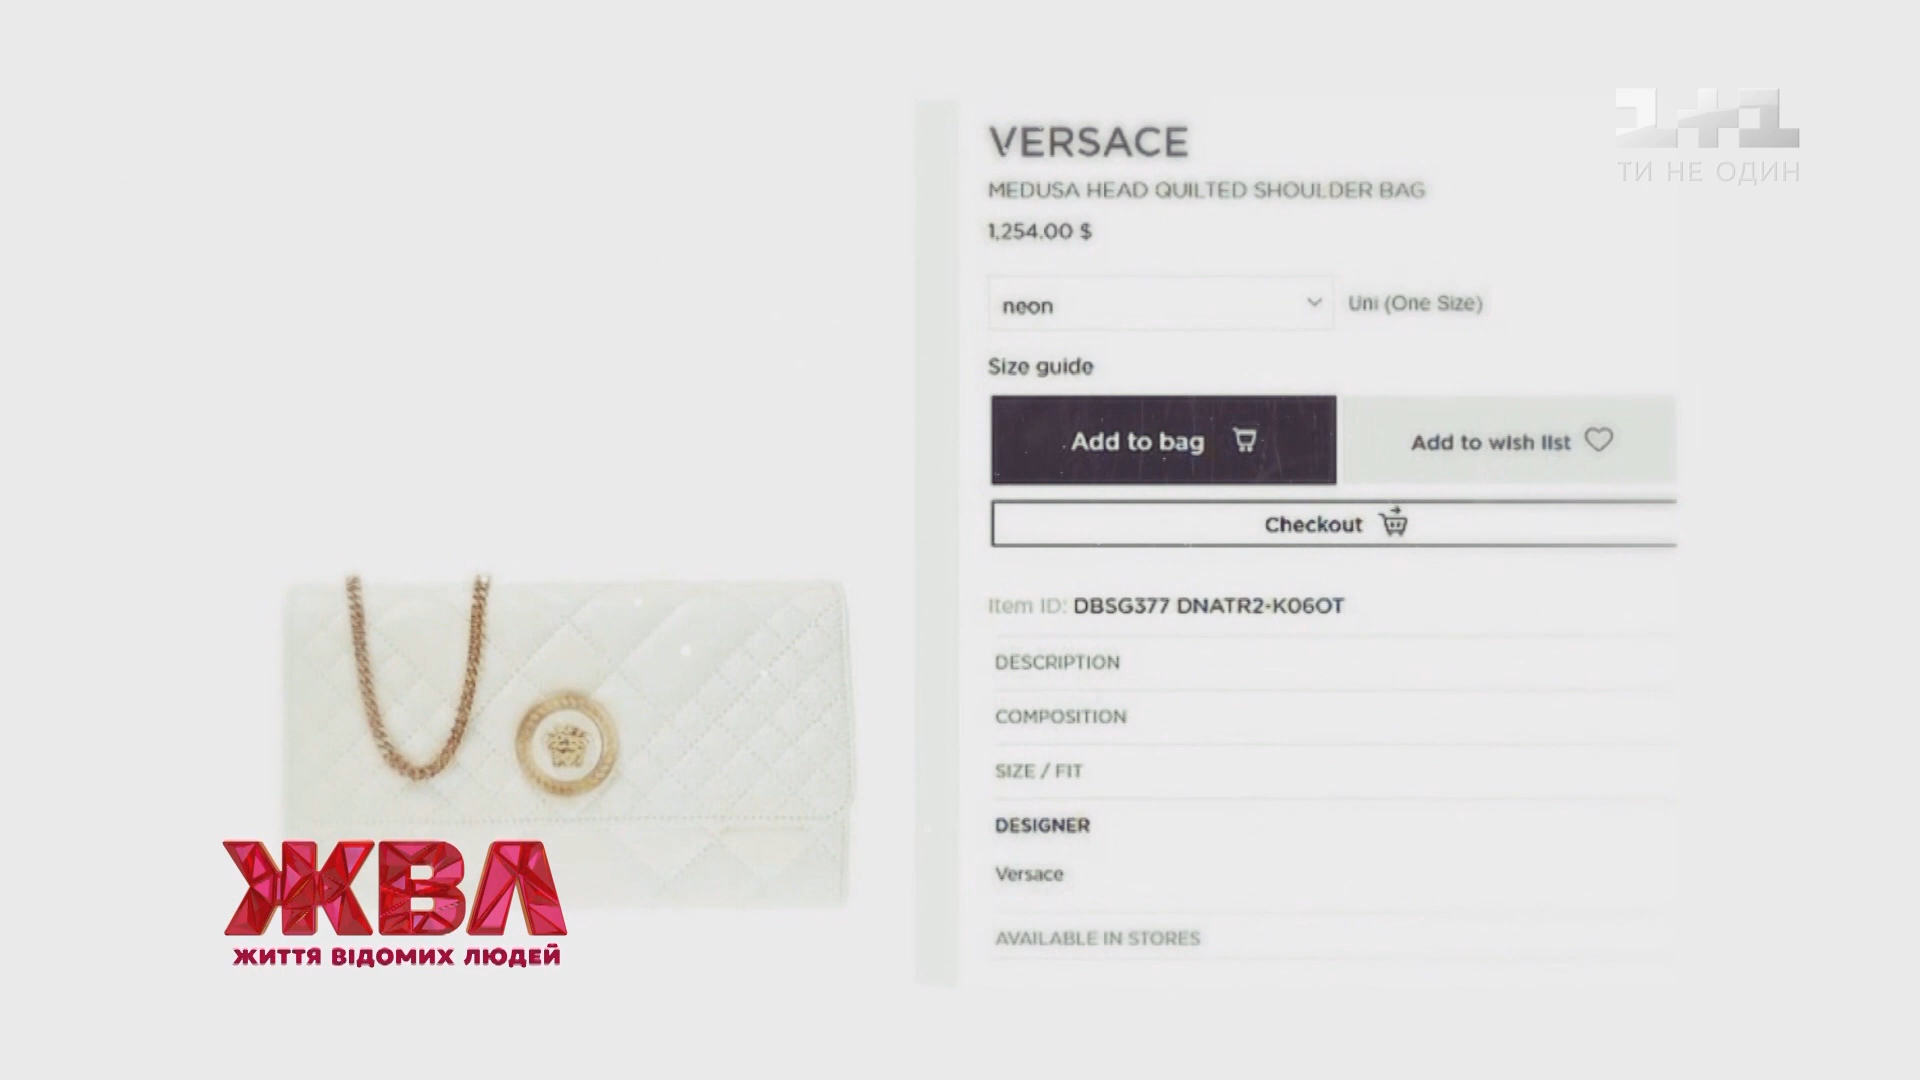 VERSACE
MEDUSA HEAD QUILTED SHOULDER BAG
1,254.00 $
neon
Uni (One Size)
Size guide
Add to bag
Add to wish list
Checkout
Item ID: DBSG377 DNATR2-K06OT
DESCRIPTION
COMPOSITION
SIZE / FIT
DESIGNER
Versace
AVAILABLE IN STORES
1+1
ТИ НЕ ОДИН
ЖВЛ
ЖИТТЯ ВІДОМИХ ЛЮДЕЙ